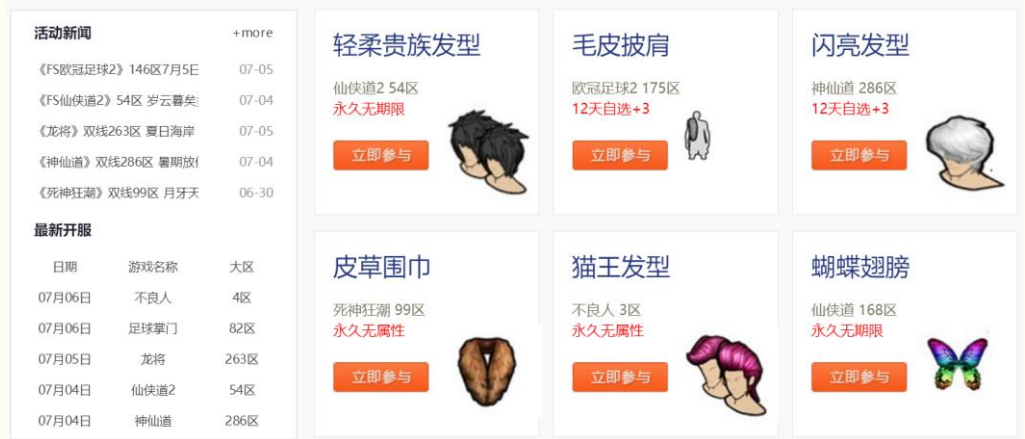 活动新闻 +more
《FS欧冠足球2》146区7月5日 07-05
《FS仙侠道2》54区 岁云暮矣 07-04
《龙将》双线263区 夏日海岸 07-05
《神仙道》双线286区 暑期放 07-04
《死神狂潮》双线99区 月牙天 06-30
最新开服
日期 游戏名称 大区
07月06日 不良人 4区
07月06日 足球掌门 82区
07月05日 龙将 263区
07月04日 仙侠道2 54区
07月04日 神仙道 286区
轻柔贵族发型
仙侠道2 54区
永久无期限
立即参与
毛皮披肩
欧冠足球2 175区
12天自选+3
立即参与
闪亮发型
神仙道 286区
12天自选+3
立即参与
皮草围巾
死神狂潮 99区
永久无属性
立即参与
猫王发型
不良人 3区
永久无属性
立即参与
蝴蝶翅膀
仙侠道 168区
永久无期限
立即参与